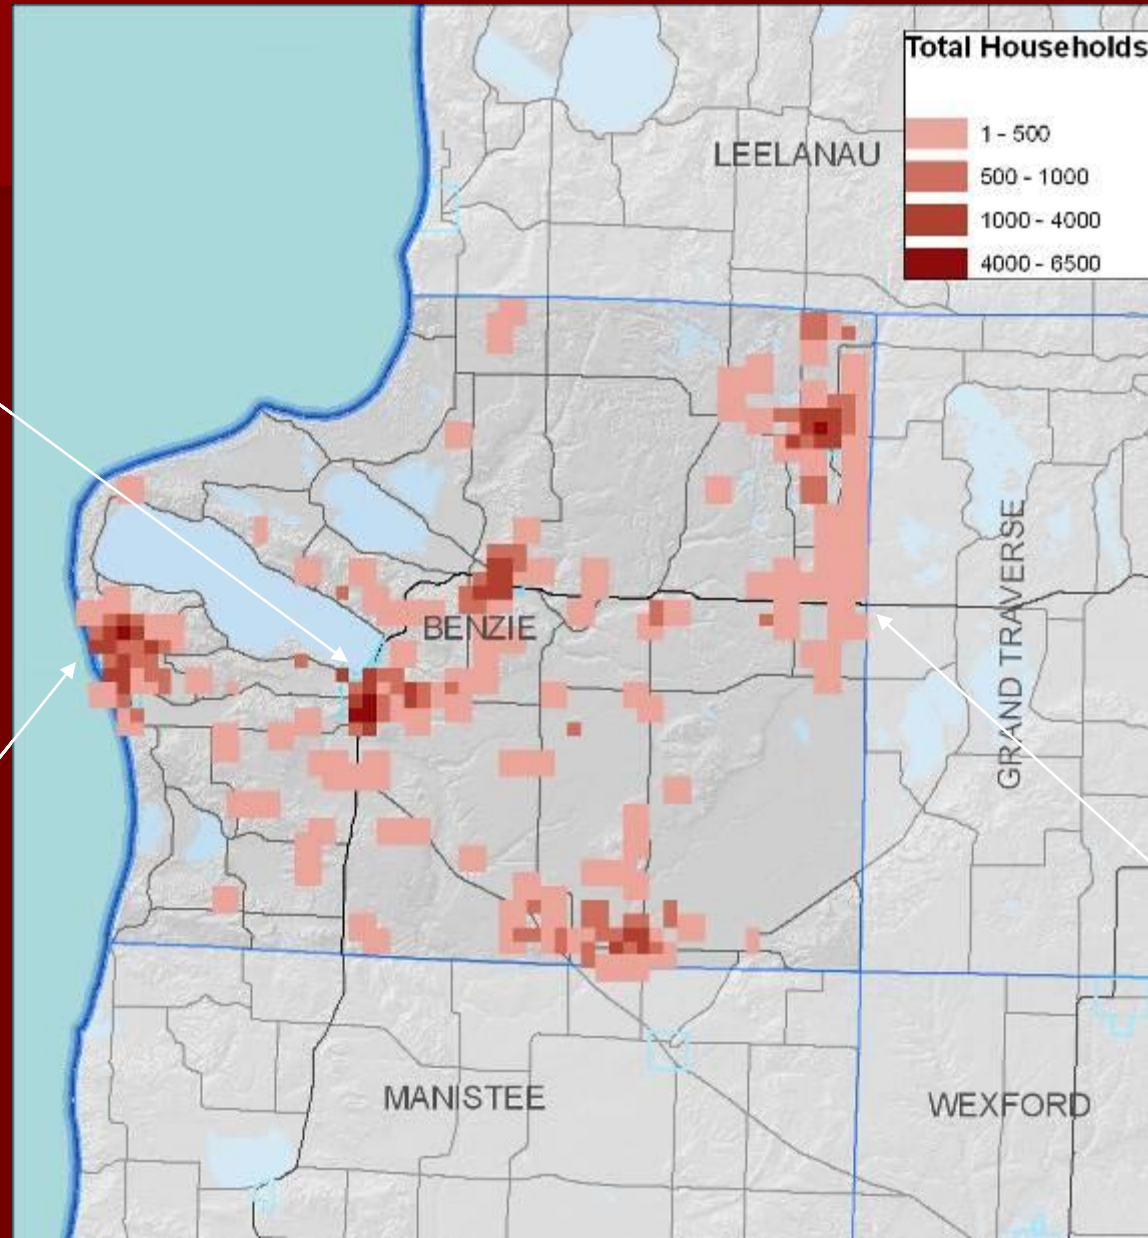 Total Households
1 - 500
500 - 1000
1000 - 4000
4000 - 6500
LEELANAU
BENZIE
GRAND TRAVERSE
MANISTEE
WEXFORD